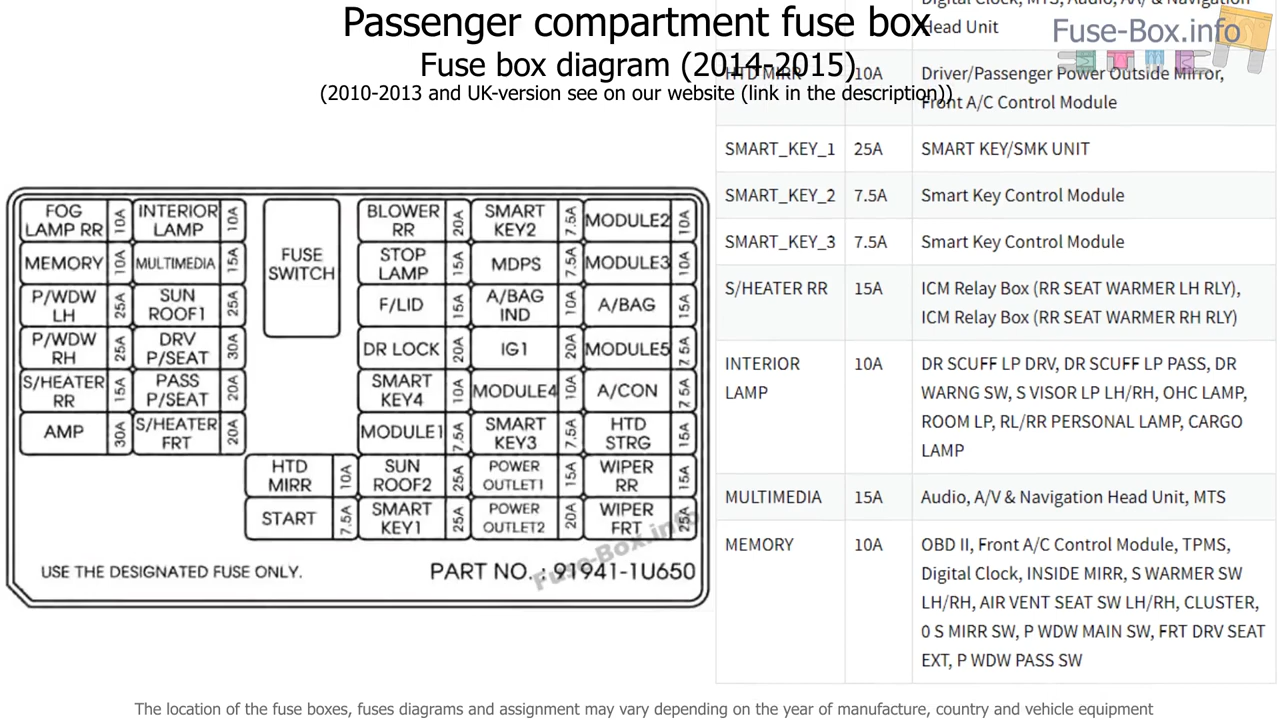 Passenger compartment fuse box
Fuse box diagram (2014-2015)
(2010-2013 and UK-version see on our website (link in the description))
Fuse-Box.info
FOG LAMP RR 10A
INTERIOR LAMP 10A
FUSE SWITCH
BLOWER RR 20A
SMART KEY2 7.5A
MODULE2 10A
MEMORY 10A
MULTIMEDIA 15A
STOP LAMP 15A
MDPS 7.5A
MODULE3 10A
P/WDW LH 25A
SUN ROOF1 25A
F/LID 15A
A/BAG IND 10A
A/BAG 15A
P/WDW RH 25A
DRV P/SEAT 30A
DR LOCK 20A
IG1 20A
MODULE5 7.5A
S/HEATER RR 15A
PASS P/SEAT 20A
SMART KEY4 10A
MODULE4 10A
A/CON 7.5A
AMP 30A
S/HEATER FRT 20A
MODULE1 7.5A
SMART KEY3 7.5A
HTD STRG 15A
HTD MIRR 10A
SUN ROOF2 25A
POWER OUTLET1 15A
WIPER RR 15A
START 7.5A
SMART KEY1 25A
POWER OUTLET2 20A
WIPER FRT 25A
USE THE DESIGNATED FUSE ONLY.
PART NO. : 91941-1U650
Fuse-Box.info
Digital Clock, MTS, Audio, A/V & Navigation
Head Unit
HTD MIRR 10A Driver/Passenger Power Outside Mirror,
Front A/C Control Module
SMART_KEY_1 25A SMART KEY/SMK UNIT
SMART_KEY_2 7.5A Smart Key Control Module
SMART_KEY_3 7.5A Smart Key Control Module
S/HEATER RR 15A ICM Relay Box (RR SEAT WARMER LH RLY),
ICM Relay Box (RR SEAT WARMER RH RLY)
INTERIOR 10A DR SCUFF LP DRV, DR SCUFF LP PASS, DR
LAMP WARNG SW, S VISOR LP LH/RH, OHC LAMP,
ROOM LP, RL/RR PERSONAL LAMP, CARGO
LAMP
MULTIMEDIA 15A Audio, A/V & Navigation Head Unit, MTS
MEMORY 10A OBD II, Front A/C Control Module, TPMS,
Digital Clock, INSIDE MIRR, S WARMER SW
LH/RH, AIR VENT SEAT SW LH/RH, CLUSTER,
0 S MIRR SW, P WDW MAIN SW, FRT DRV SEAT
EXT, P WDW PASS SW
The location of the fuse boxes, fuses diagrams and assignment may vary depending on the year of manufacture, country and vehicle equipment